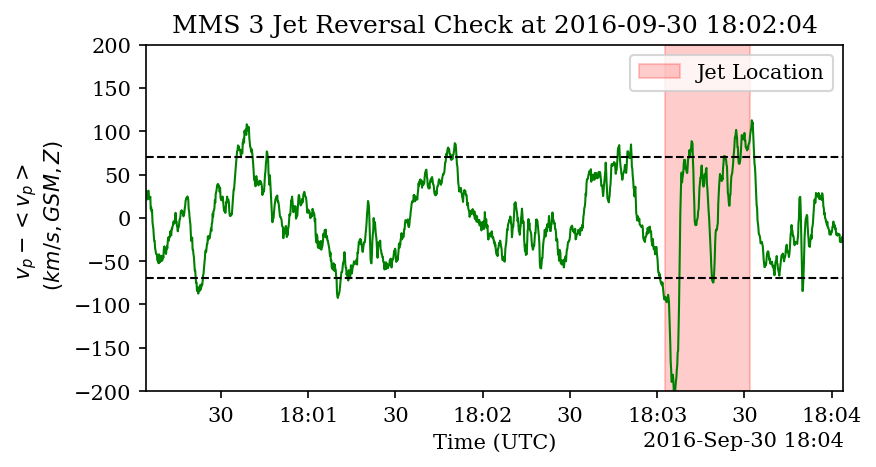 MMS 3 Jet Reversal Check at 2016-09-30 18:02:04
200
150
100
50
0
−50
−100
−150
−200
v_p − < v_p >
(km/s, GSM, Z)
Jet Location
30
18:01
30
18:02
30
18:03
30
18:04
Time (UTC)
2016-Sep-30 18:04